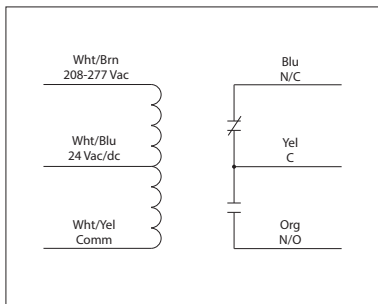 Wht/Brn
208-277 Vac
Wht/Blu
24 Vac/dc
Wht/Yel
Comm
Blu
N/C
Yel
C
Org
N/O